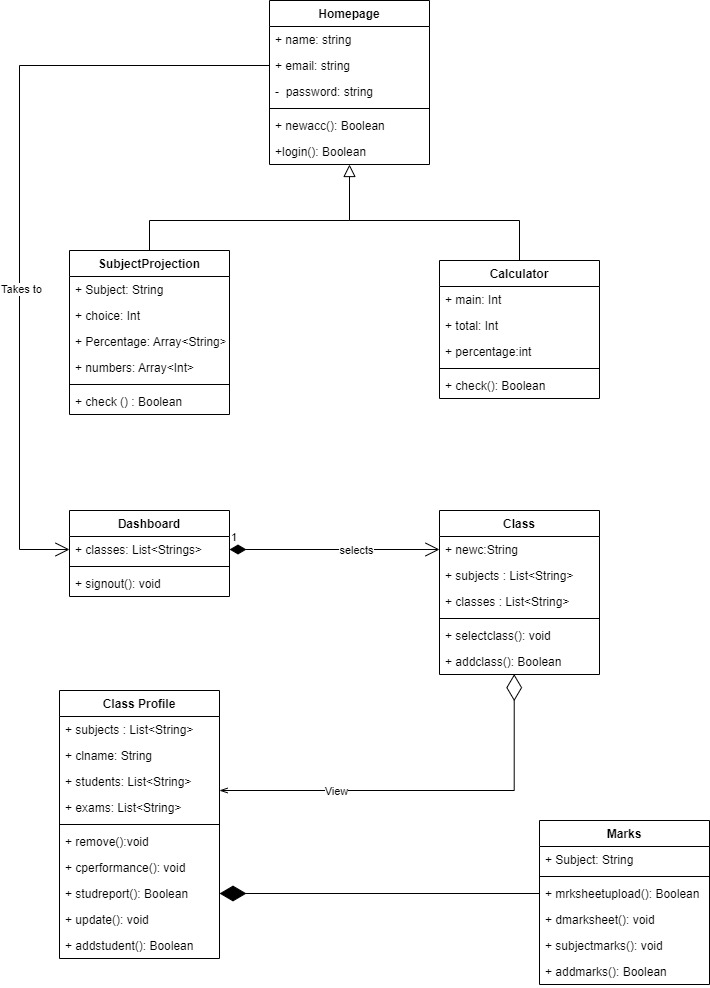 Homepage
+ name: string
+ email: string
- password: string
+ newacc(): Boolean
+login(): Boolean
Takes to
SubjectProjection
+ Subject: String
+ choice: Int
+ Percentage: Array<String>
+ numbers: Array<Int>
+ check () : Boolean
Calculator
+ main: Int
+ total: Int
+ percentage:int
+ check(): Boolean
Dashboard
+ classes: List<Strings>
+ signout(): void
1
selects
Class
+ newc:String
+ subjects : List<String>
+ classes : List<String>
+ selectclass(): void
+ addclass(): Boolean
Class Profile
+ subjects : List<String>
+ clname: String
+ students: List<String>
+ exams: List<String>
+ remove():void
+ cperformance(): void
+ studreport(): Boolean
+ update(): void
+ addstudent(): Boolean
View
Marks
+ Subject: String
+ mrksheetupload(): Boolean
+ dmarksheet(): void
+ subjectmarks(): void
+ addmarks(): Boolean